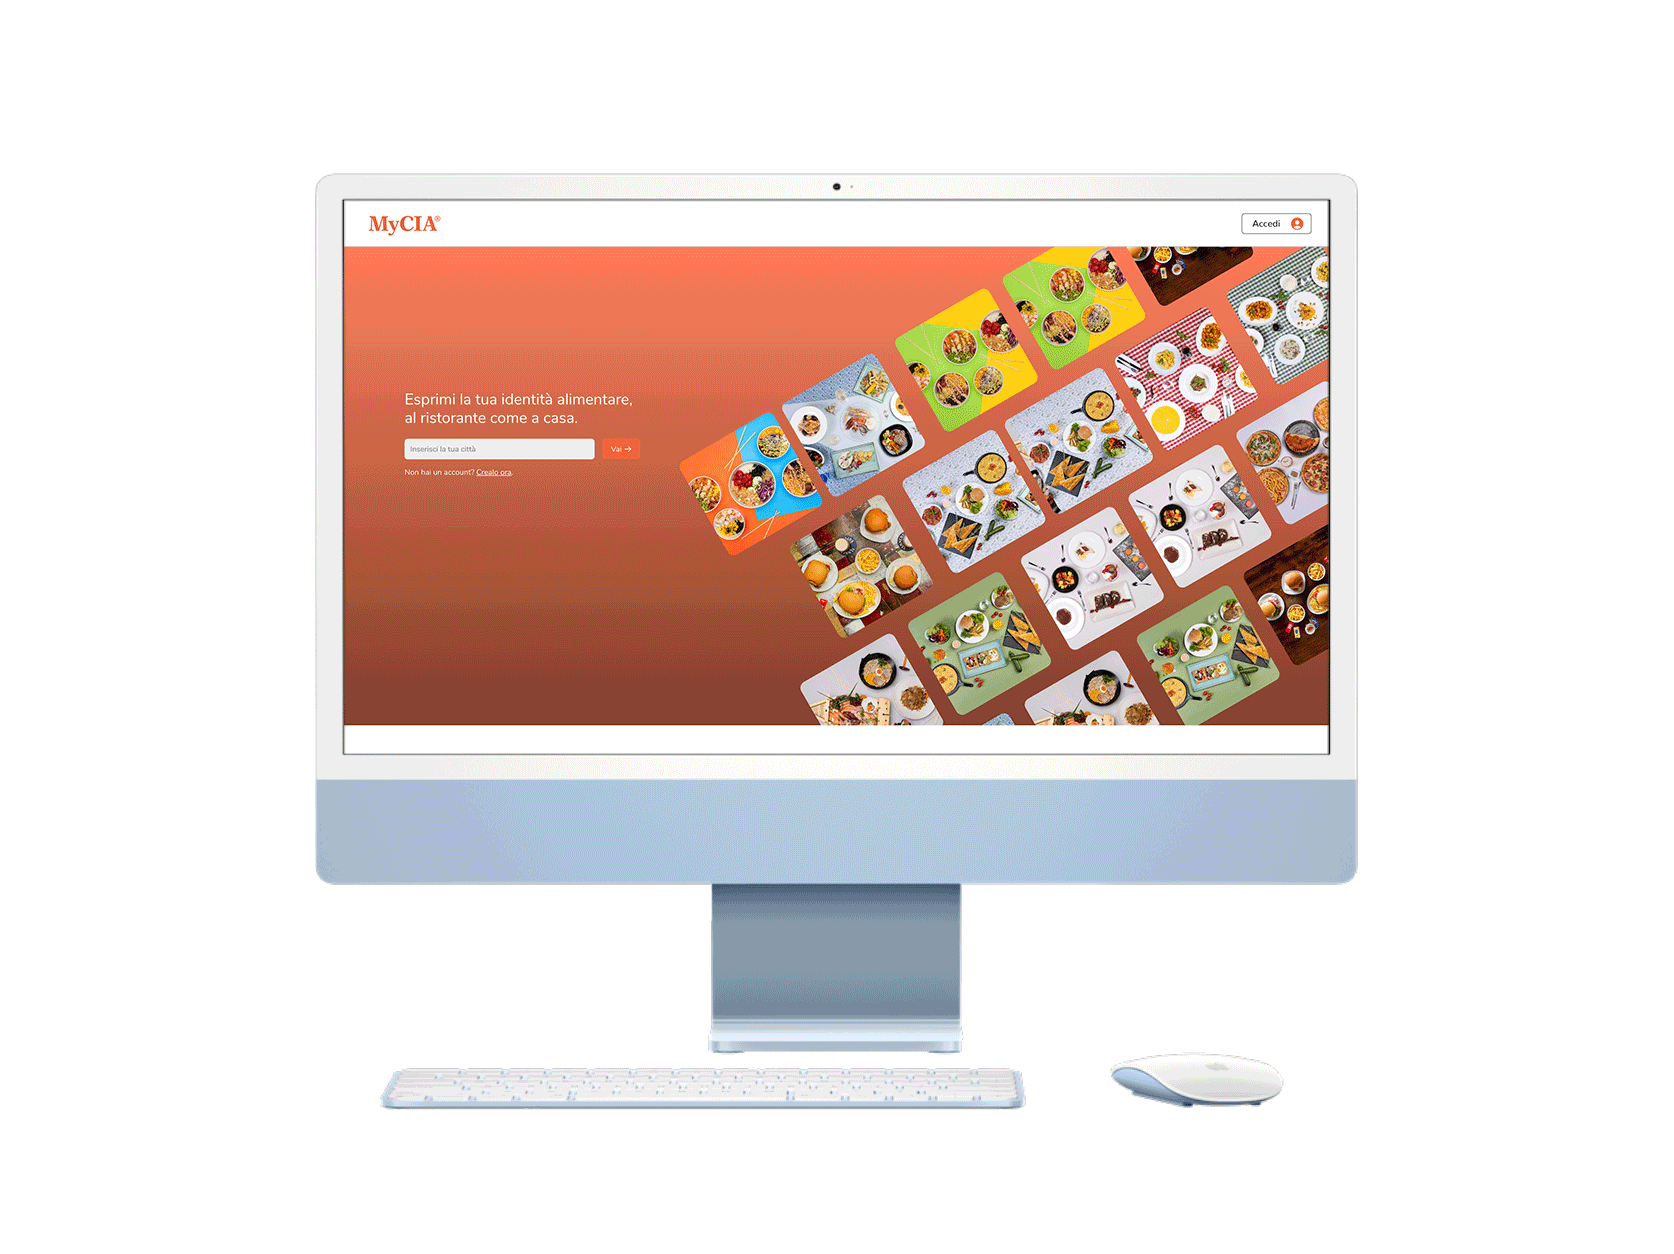 MyCIA®
Accedi
Esprimi la tua identità alimentare,
al ristorante come a casa.
Inserisci la tua città
Vai →
Non hai un account? Crealo ora.